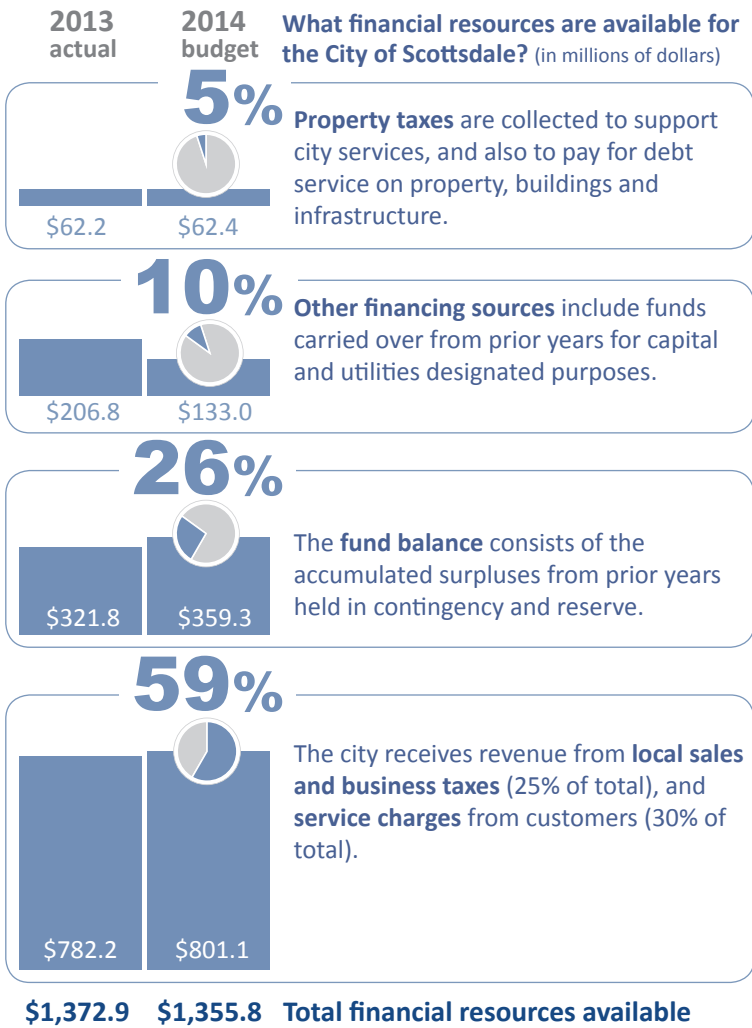 2013 2014 What financial resources are available for
actual budget the City of Scottsdale? (in millions of dollars)
5%
Property taxes are collected to support
city services, and also to pay for debt
service on property, buildings and
infrastructure.
$62.2 $62.4
10%
Other financing sources include funds
carried over from prior years for capital
and utilities designated purposes.
$206.8 $133.0
26%
The fund balance consists of the
accumulated surpluses from prior years
held in contingency and reserve.
$321.8 $359.3
59%
The city receives revenue from local sales
and business taxes (25% of total), and
service charges from customers (30% of
total).
$782.2 $801.1
$1,372.9 $1,355.8 Total financial resources available